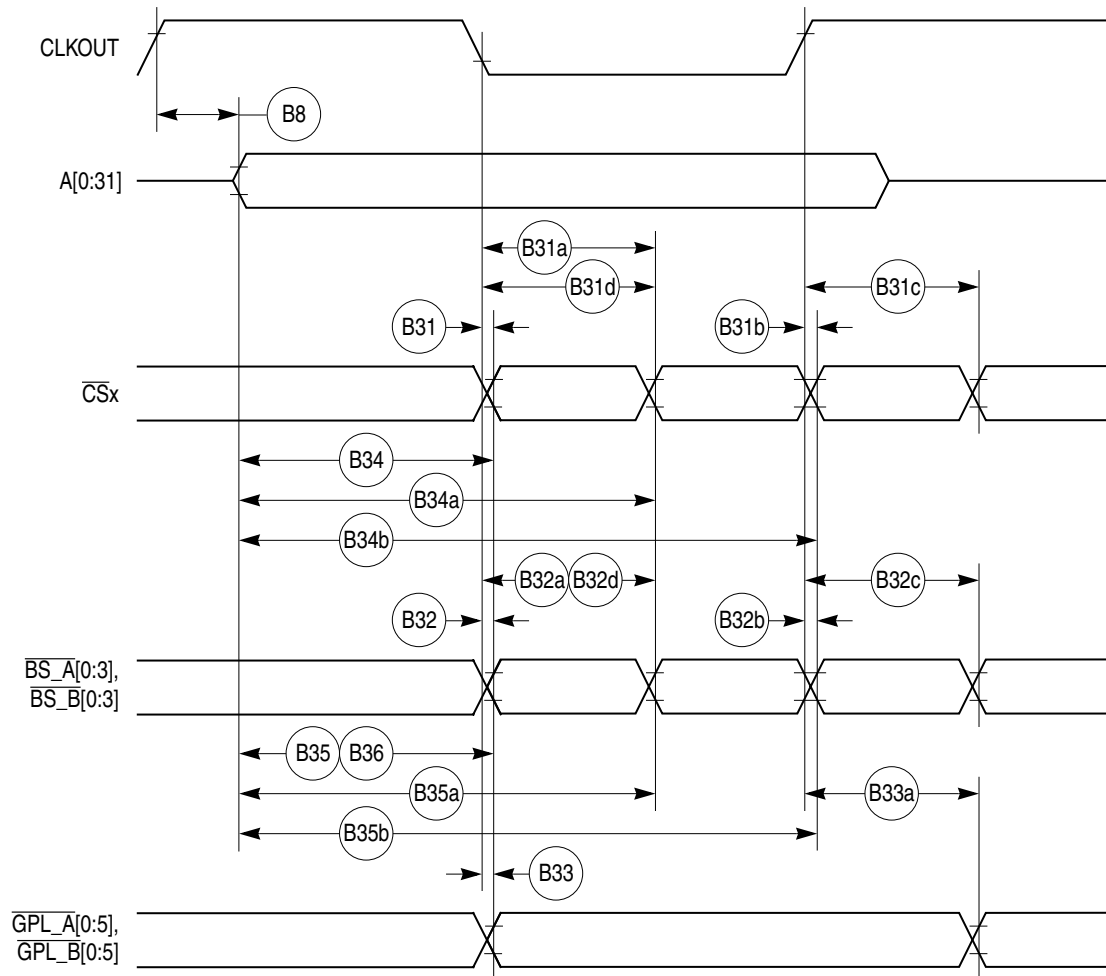 CLKOUT
B8
A[0:31]
B31a
B31d
B31c
B31
B31b
CSx
B34
B34a
B34b
B32a B32d
B32c
B32
B32b
BS_A[0:3],
BS_B[0:3]
B35 B36
B35a
B33a
B35b
B33
GPL_A[0:5],
GPL_B[0:5]